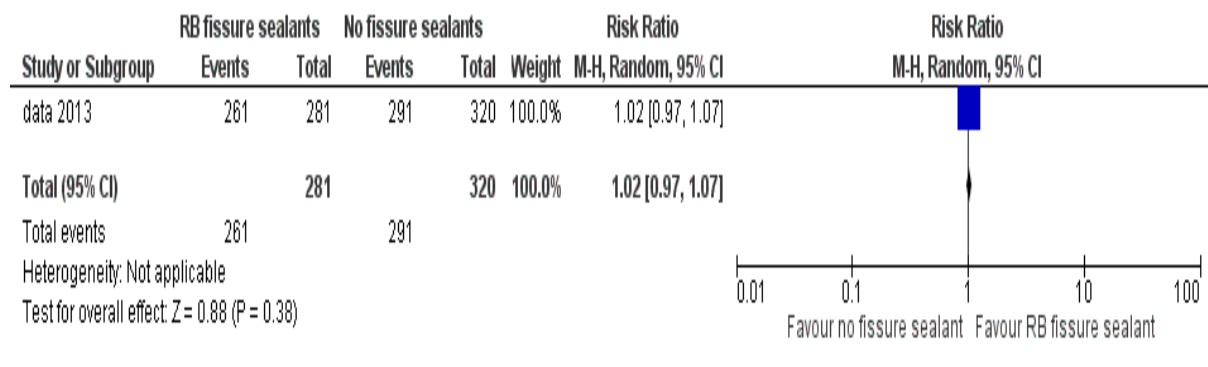 RB fissure sealants No fissure sealants Risk Ratio Risk Ratio
Study or Subgroup Events Total Events Total Weight M-H, Random, 95% CI M-H, Random, 95% CI
data 2013 261 281 291 320 100.0% 1.02 [0.97, 1.07]
Total (95% CI) 281 320 100.0% 1.02 [0.97, 1.07]
Total events 261 291
Heterogeneity: Not applicable
Test for overall effect: Z = 0.88 (P = 0.38)
0.01 0.1 1 10 100
Favour no fissure sealant Favour RB fissure sealant